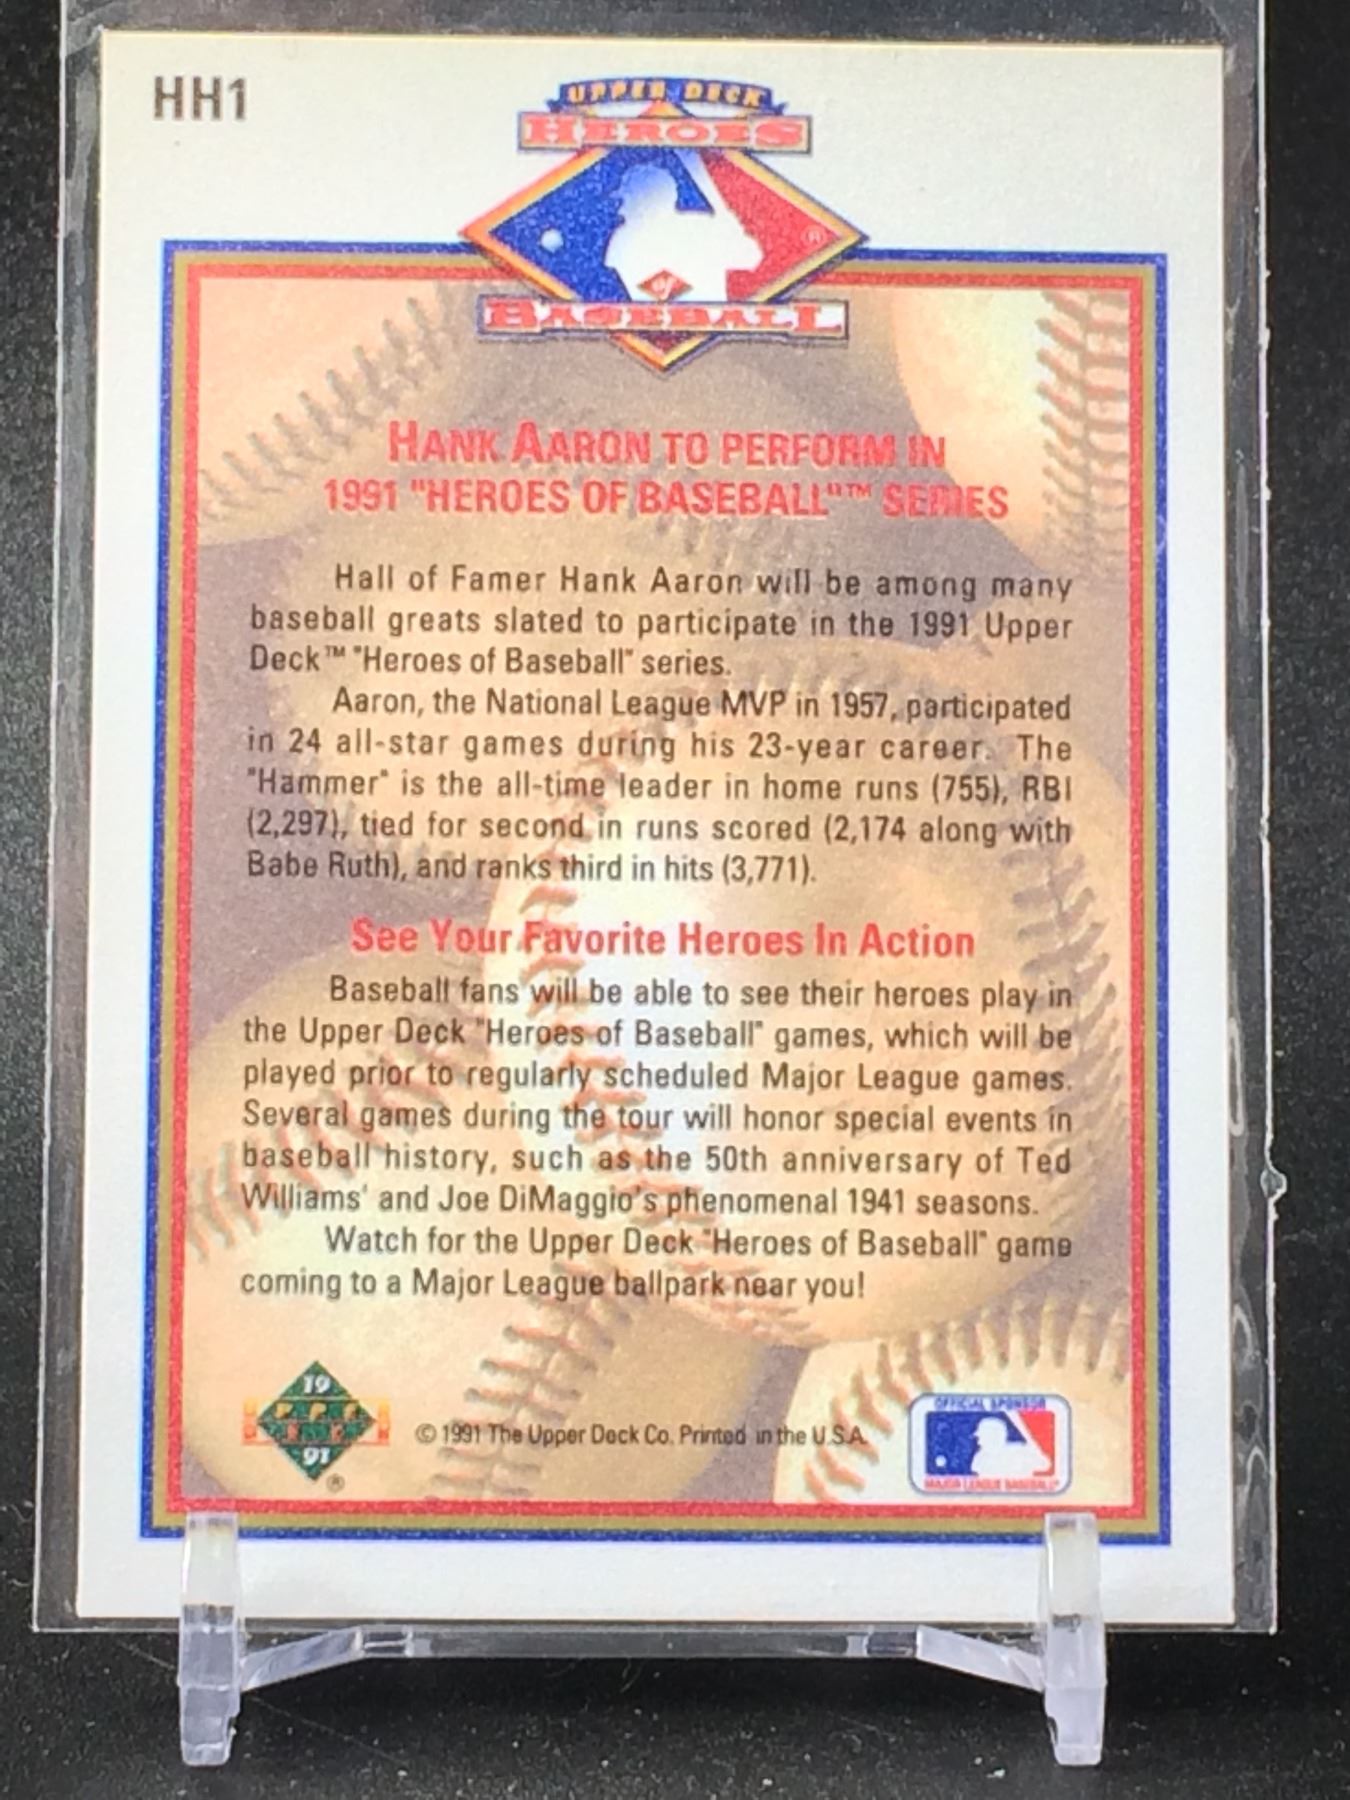 HH1
UPPER DECK
HEROES
®
of
BASEBALL
HANK AARON TO PERFORM IN
1991 "HEROES OF BASEBALL"™ SERIES
Hall of Famer Hank Aaron will be among many
baseball greats slated to participate in the 1991 Upper
Deck™ "Heroes of Baseball" series.
Aaron, the National League MVP in 1957, participated
in 24 all-star games during his 23-year career. The
"Hammer" is the all-time leader in home runs (755), RBI
(2,297), tied for second in runs scored (2,174 along with
Babe Ruth), and ranks third in hits (3,771).
See Your Favorite Heroes In Action
Baseball fans will be able to see their heroes play in
the Upper Deck "Heroes of Baseball" games, which will be
played prior to regularly scheduled Major League games.
Several games during the tour will honor special events in
baseball history, such as the 50th anniversary of Ted
Williams' and Joe DiMaggio's phenomenal 1941 seasons.
Watch for the Upper Deck "Heroes of Baseball" game
coming to a Major League ballpark near you!
19
UPPER
DECK
91
®
© 1991 The Upper Deck Co. Printed in the U.S.A.
OFFICIAL SPONSOR
MAJOR LEAGUE BASEBALL